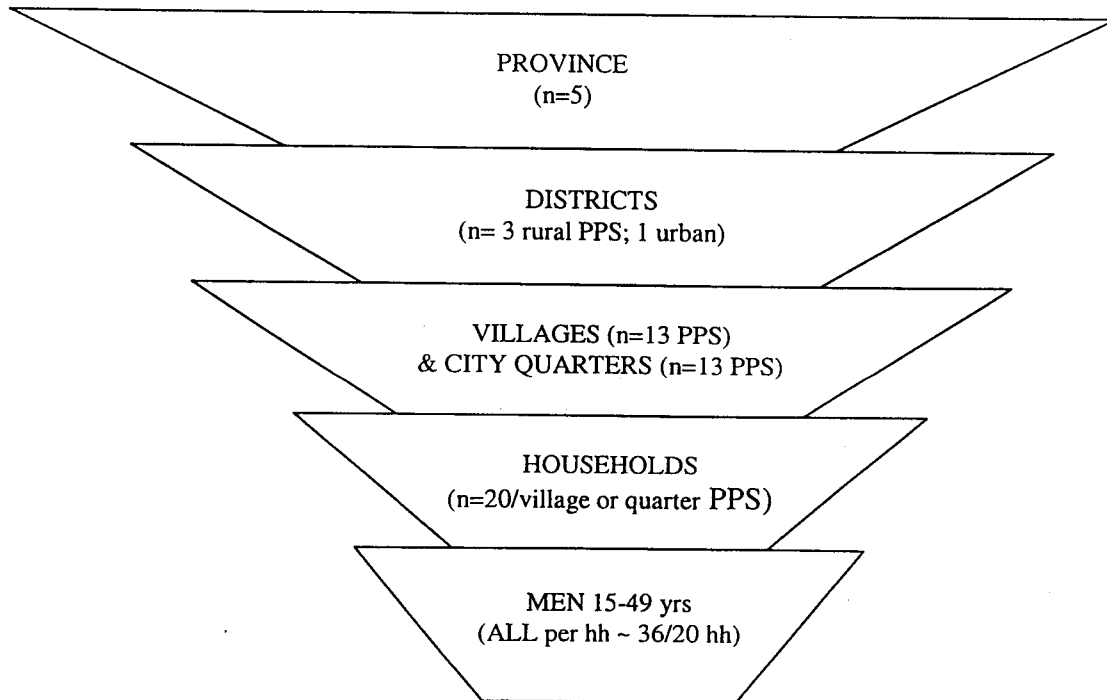 PROVINCE
(n=5)
DISTRICTS
(n= 3 rural PPS; 1 urban)
VILLAGES (n=13 PPS)
& CITY QUARTERS (n=13 PPS)
HOUSEHOLDS
(n=20/village or quarter PPS)
MEN 15-49 yrs
(ALL per hh ~ 36/20 hh)